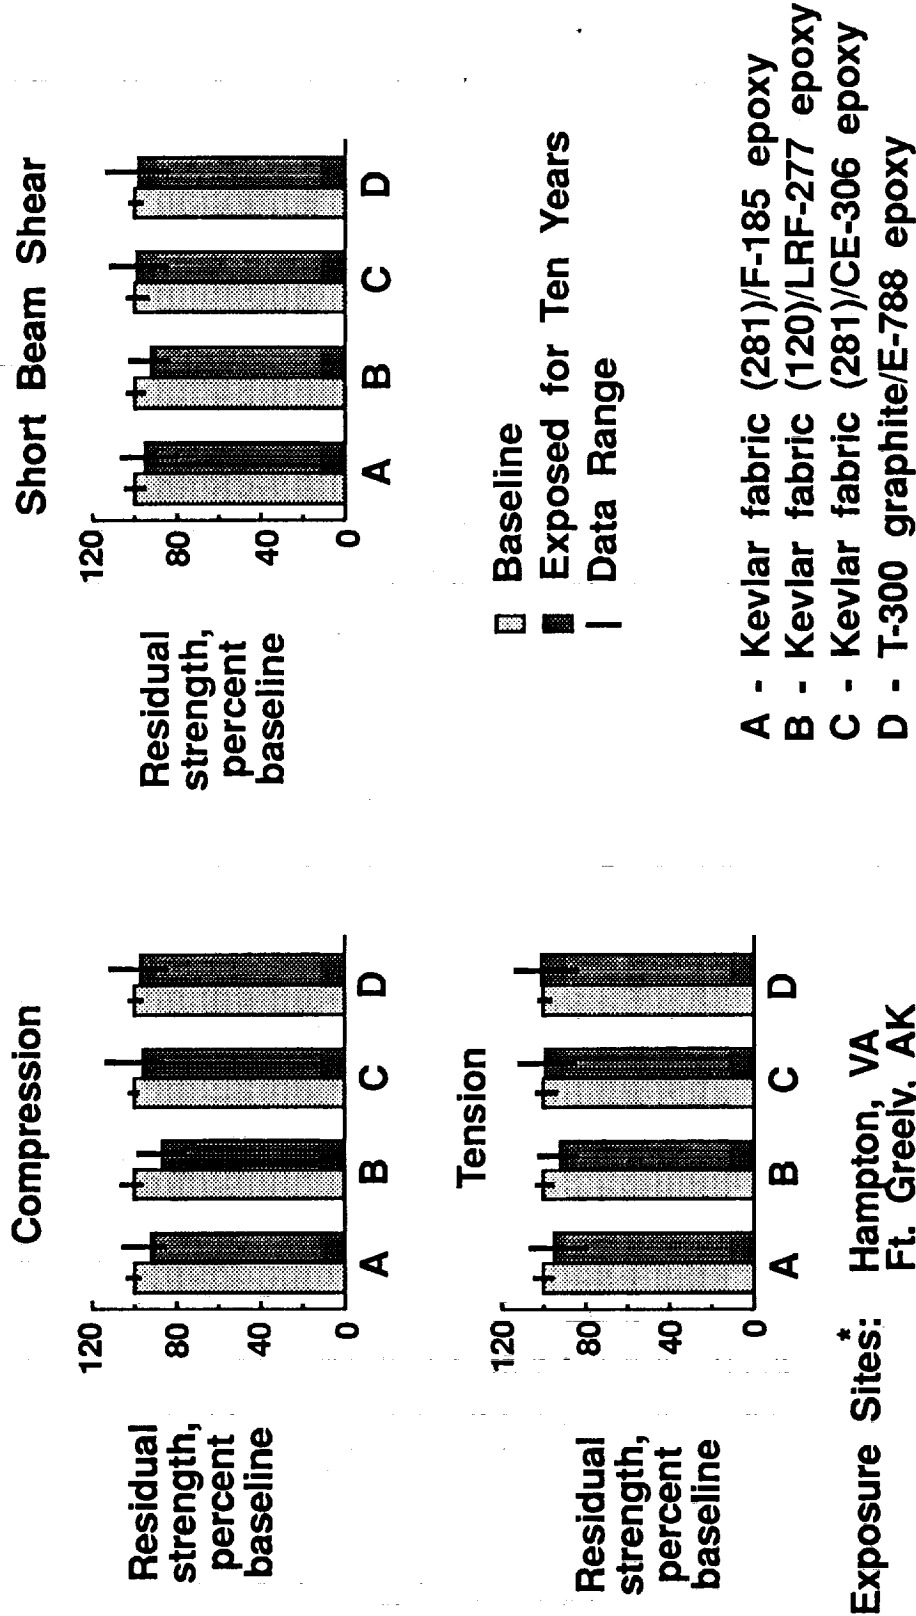 Compression
Residual
strength,
percent
baseline
120
80
40
0
A B C D
Short Beam Shear
Residual
strength,
percent
baseline
120
80
40
0
A B C D
Tension
Residual
strength,
percent
baseline
120
80
40
0
A B C D
Baseline
Exposed for Ten Years
Data Range
Exposure Sites:* Hampton, VA
Ft. Greely, AK
A - Kevlar fabric (281)/F-185 epoxy
B - Kevlar fabric (120)/LRF-277 epoxy
C - Kevlar fabric (281)/CE-306 epoxy
D - T-300 graphite/E-788 epoxy